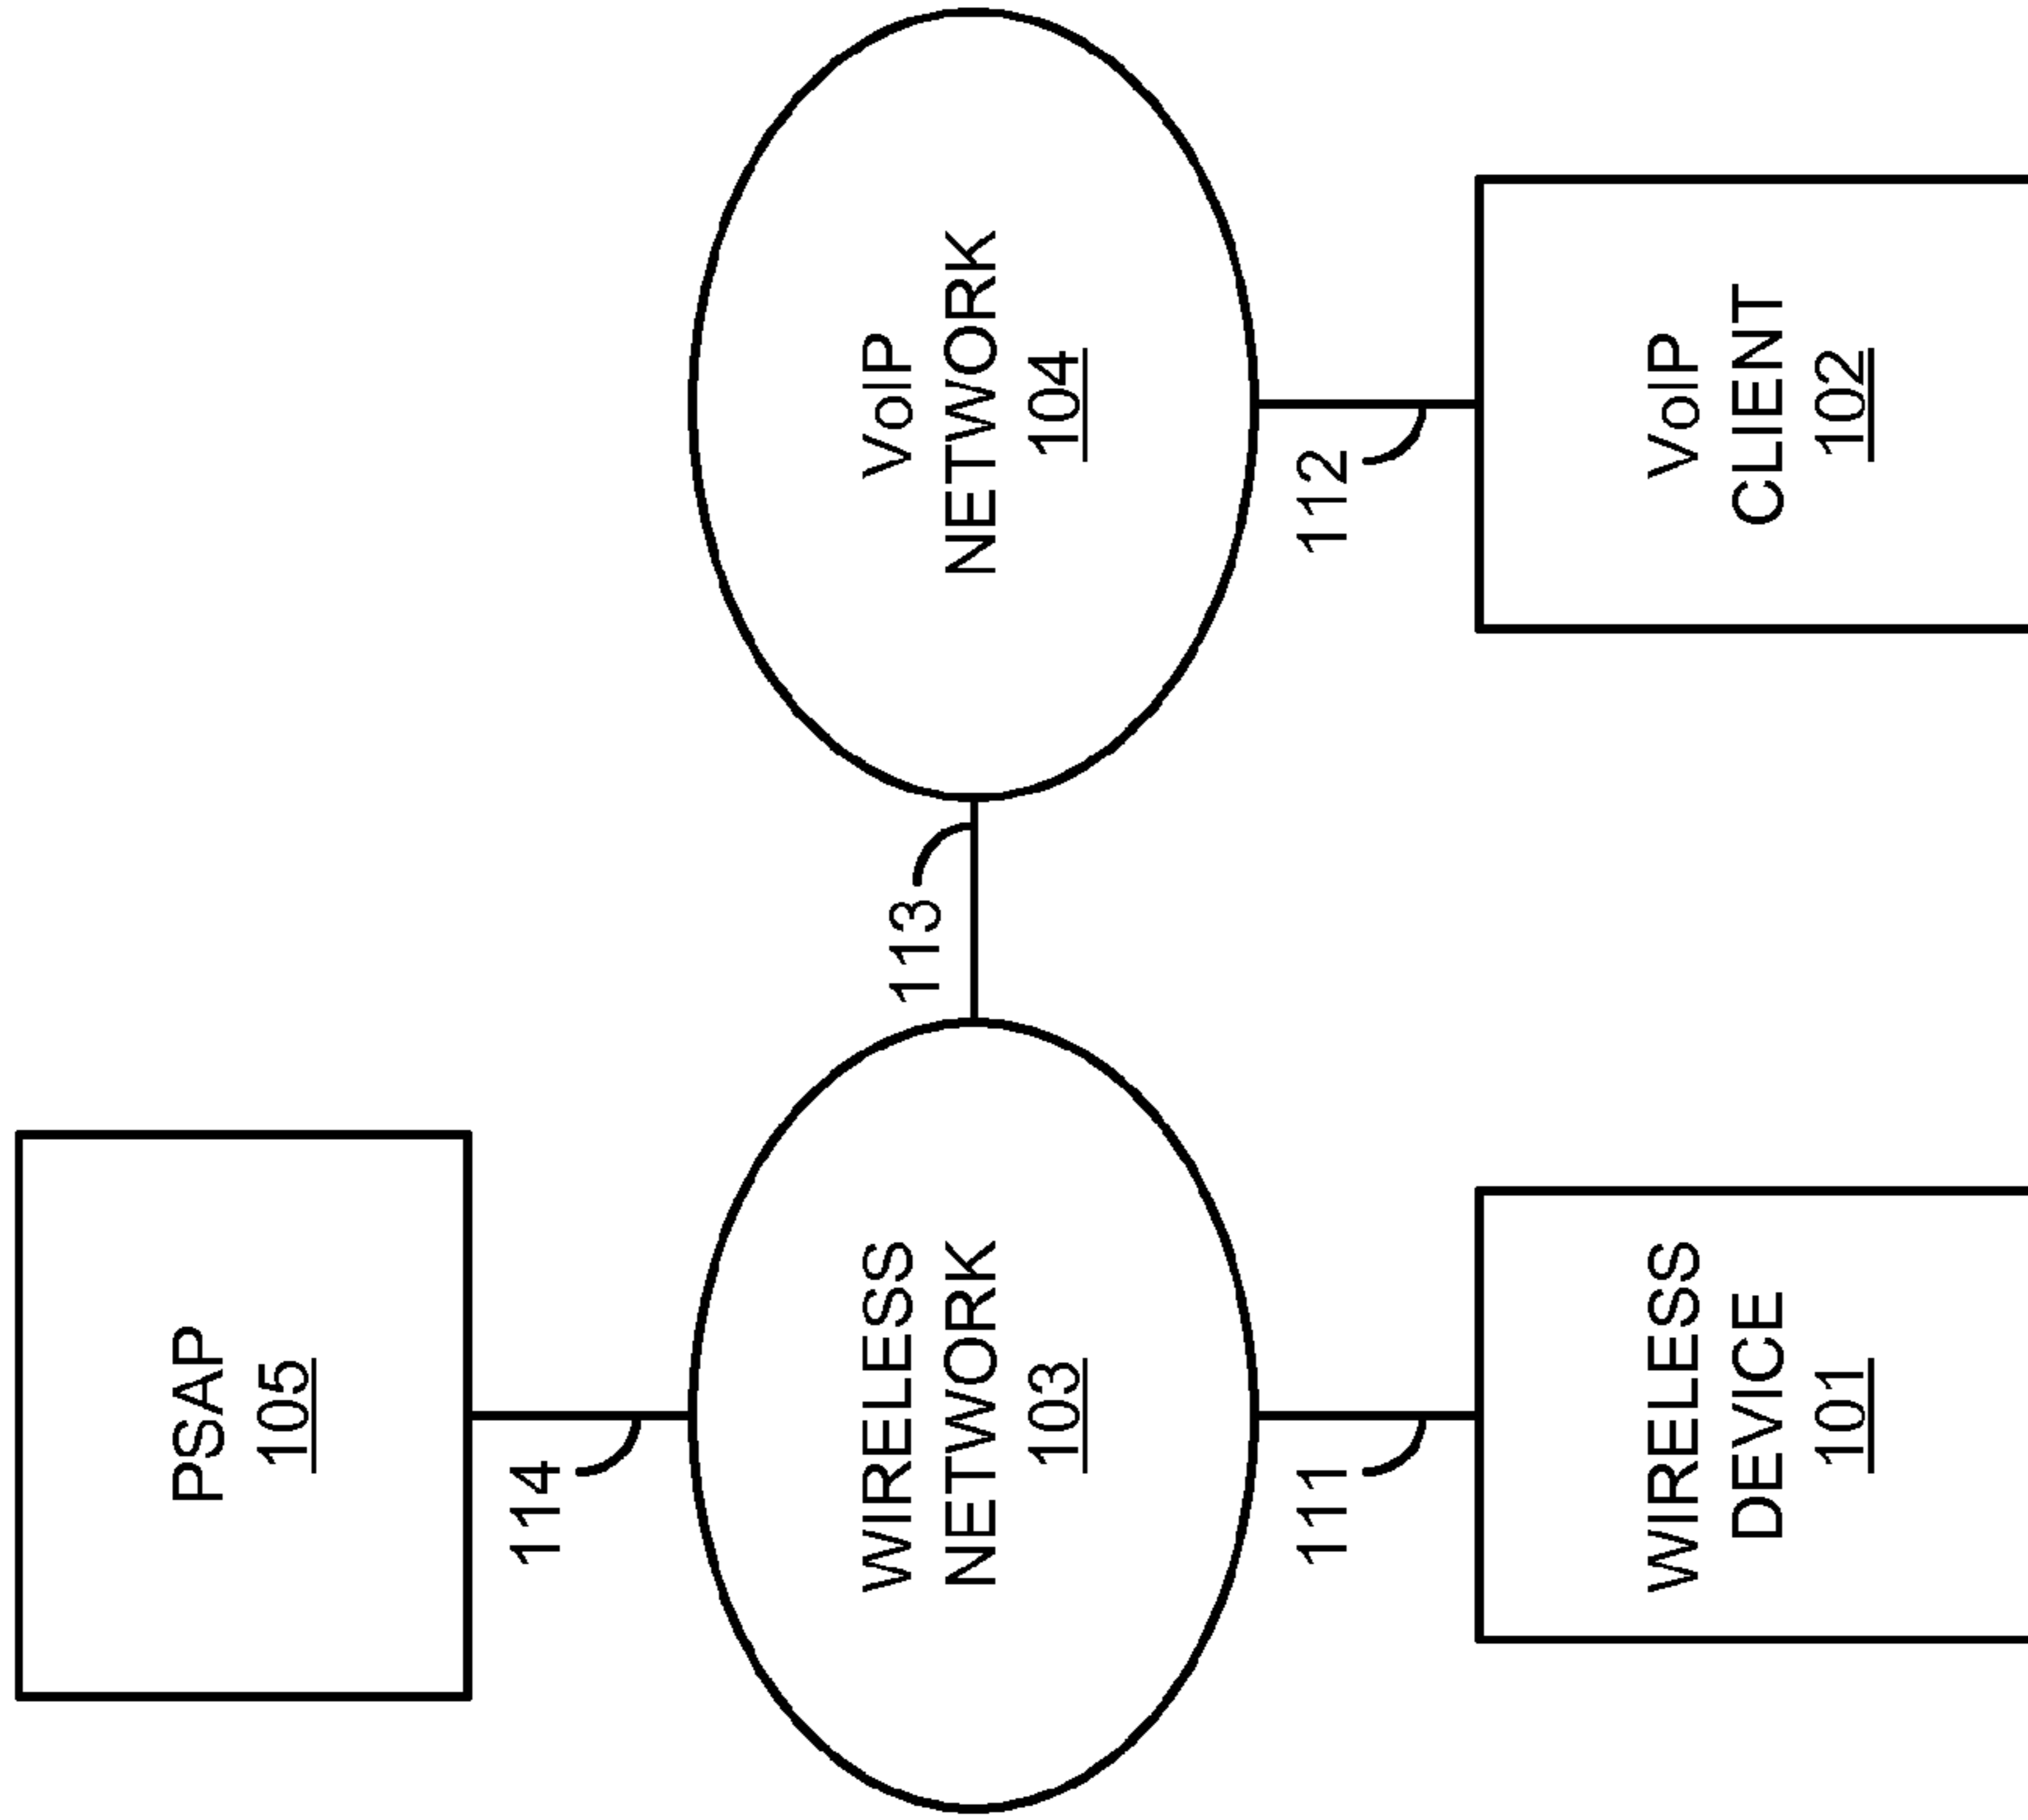 PSAP
105
114
WIRELESS
NETWORK
103
113
VoIP
NETWORK
104
111
112
WIRELESS
DEVICE
101
VoIP
CLIENT
102